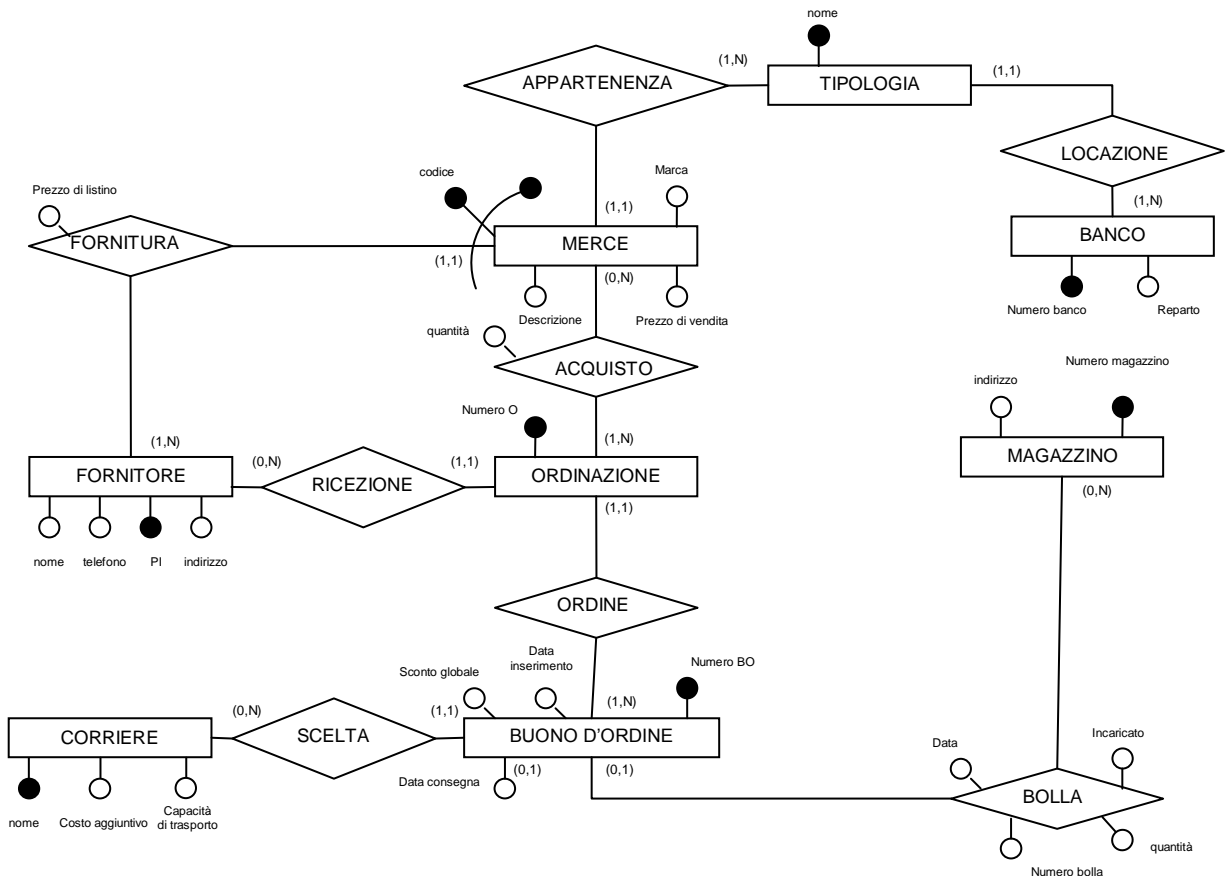 nome
(1,N)
(1,1)
APPARTENENZA
TIPOLOGIA
LOCAZIONE
codice
Marca
Prezzo di listino
(1,1)
(1,N)
FORNITURA
MERCE
BANCO
(1,1)
(0,N)
Descrizione
Prezzo di vendita
Numero banco
Reparto
quantità
ACQUISTO
Numero magazzino
indirizzo
Numero O
(1,N)
(1,N)
MAGAZZINO
(0,N)
(1,1)
FORNITORE
RICEZIONE
ORDINAZIONE
(0,N)
(1,1)
nome
telefono
PI
indirizzo
ORDINE
Data
inserimento
Sconto globale
Numero BO
(1,N)
(0,N)
(1,1)
CORRIERE
SCELTA
BUONO D'ORDINE
Data
Incaricato
(0,1)
(0,1)
Data consegna
BOLLA
nome
Costo aggiuntivo
Capacità
di trasporto
quantità
Numero bolla